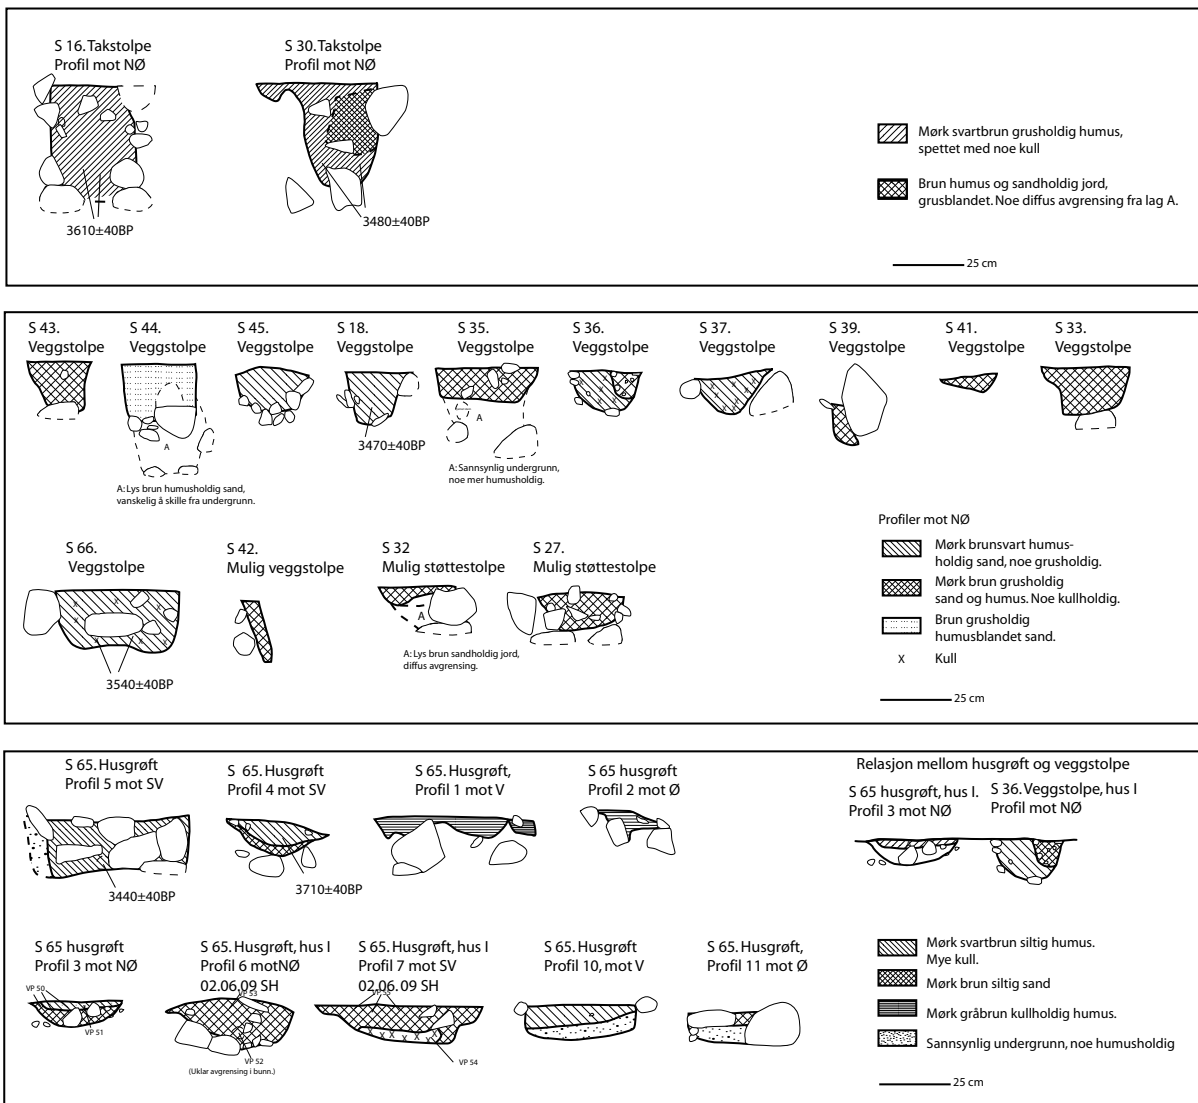 S 16. Takstolpe
Profil mot NØ
3610±40BP
S 30. Takstolpe
Profil mot NØ
3480±40BP
Mørk svartbrun grusholdig humus,
spettet med noe kull
Brun humus og sandholdig jord,
grusblandet. Noe diffus avgrensing fra lag A.
25 cm
S 43.
Veggstolpe
S 44.
Veggstolpe
A
A: Lys brun humusholdig sand,
vanskelig å skille fra undergrunn.
S 45.
Veggstolpe
S 18.
Veggstolpe
3470±40BP
S 35.
Veggstolpe
A
A: Sannsynlig undergrunn,
noe mer humusholdig.
S 36.
Veggstolpe
S 37.
Veggstolpe
S 39.
Veggstolpe
S 41.
Veggstolpe
S 33.
Veggstolpe
S 66.
Veggstolpe
3540±40BP
S 42.
Mulig veggstolpe
S 32
Mulig støttestolpe
A
A: Lys brun sandholdig jord,
diffus avgrensing.
S 27.
Mulig støttestolpe
Profiler mot NØ
Mørk brunsvart humus-
holdig sand, noe grusholdig.
Mørk brun grusholdig
sand og humus. Noe kullholdig.
Brun grusholdig
humusblandet sand.
x Kull
25 cm
S 65. Husgrøft
Profil 5 mot SV
3440±40BP
S 65. Husgrøft
Profil 4 mot SV
3710±40BP
S 65. Husgrøft,
Profil 1 mot V
S 65 husgrøft
Profil 2 mot Ø
Relasjon mellom husgrøft og veggstolpe
S 65 husgrøft, hus I.
Profil 3 mot NØ
S 36. Veggstolpe, hus I
Profil mot NØ
S 65 husgrøft
Profil 3 mot NØ
VP 50
VP 51
S 65. Husgrøft, hus I
Profil 6 motNØ
02.06.09 SH
VP 53
VP 52
(Uklar avgrensing i bunn.)
S 65. Husgrøft, hus I
Profil 7 mot SV
02.06.09 SH
VP 55
VP 54
S 65. Husgrøft
Profil 10, mot V
S 65. Husgrøft,
Profil 11 mot Ø
Mørk svartbrun siltig humus.
Mye kull.
Mørk brun siltig sand
Mørk gråbrun kullholdig humus.
Sannsynlig undergrunn, noe humusholdig
25 cm